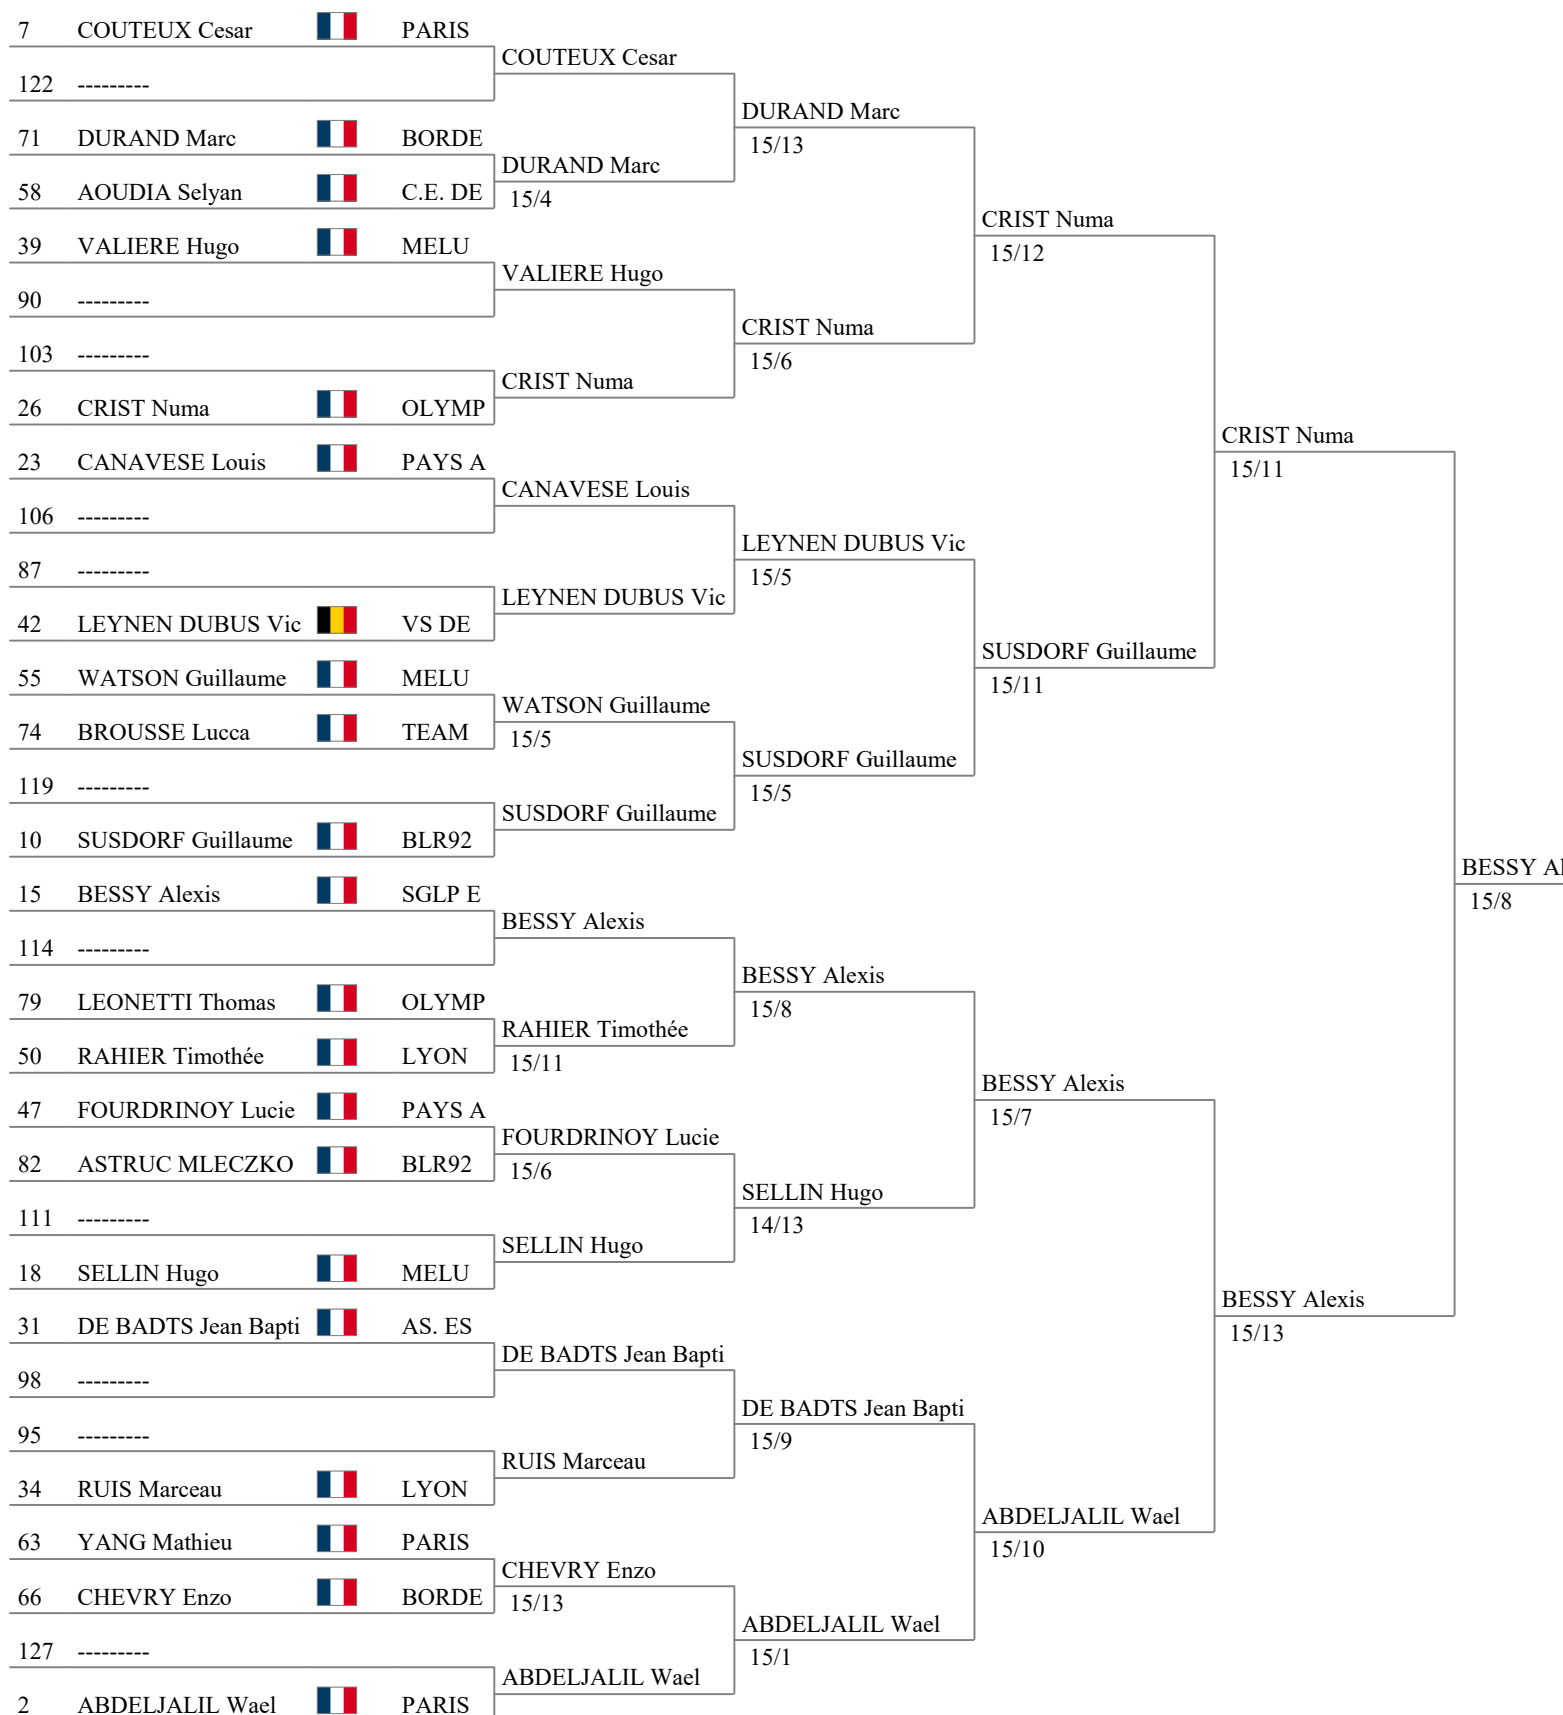 7 COUTEUX Cesar PARIS
COUTEUX Cesar
122 ---------
DURAND Marc
15/13
71 DURAND Marc BORDE
DURAND Marc
15/4
58 AOUDIA Selyan C.E. DE
CRIST Numa
15/12
39 VALIERE Hugo MELU
VALIERE Hugo
90 ---------
CRIST Numa
15/6
103 ---------
CRIST Numa
26 CRIST Numa OLYMP
CRIST Numa
15/11
23 CANAVESE Louis PAYS A
CANAVESE Louis
106 ---------
LEYNEN DUBUS Vic
15/5
87 ---------
LEYNEN DUBUS Vic
42 LEYNEN DUBUS Vic VS DE
SUSDORF Guillaume
15/11
55 WATSON Guillaume MELU
WATSON Guillaume
15/5
74 BROUSSE Lucca TEAM
SUSDORF Guillaume
15/5
119 ---------
SUSDORF Guillaume
10 SUSDORF Guillaume BLR92
BESSY Al
15/8
15 BESSY Alexis SGLP E
BESSY Alexis
114 ---------
BESSY Alexis
15/8
79 LEONETTI Thomas OLYMP
RAHIER Timothée
15/11
50 RAHIER Timothée LYON
BESSY Alexis
15/7
47 FOURDRINOY Lucie PAYS A
FOURDRINOY Lucie
15/6
82 ASTRUC MLECZKO BLR92
SELLIN Hugo
14/13
111 ---------
SELLIN Hugo
18 SELLIN Hugo MELU
BESSY Alexis
15/13
31 DE BADTS Jean Bapti AS. ES
DE BADTS Jean Bapti
98 ---------
DE BADTS Jean Bapti
15/9
95 ---------
RUIS Marceau
34 RUIS Marceau LYON
ABDELJALIL Wael
15/10
63 YANG Mathieu PARIS
CHEVRY Enzo
15/13
66 CHEVRY Enzo BORDE
ABDELJALIL Wael
15/1
127 ---------
ABDELJALIL Wael
2 ABDELJALIL Wael PARIS